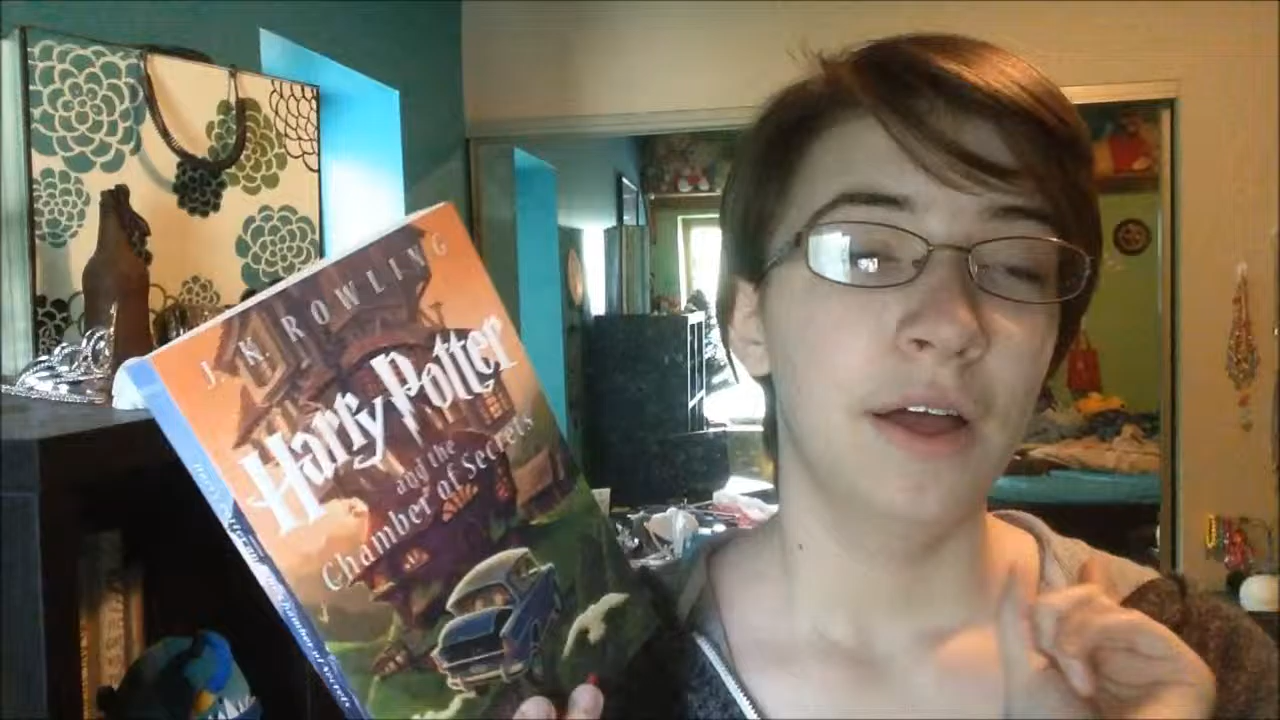 J. K. ROWLING
Harry Potter
and the
Chamber of Secrets